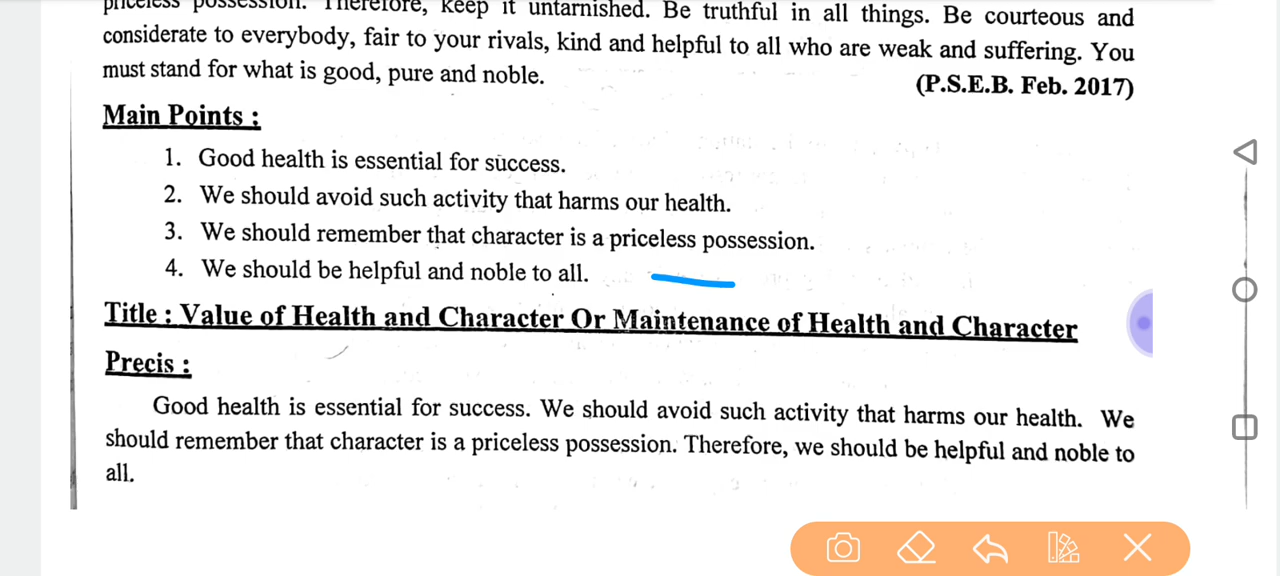 priceless possession. Therefore, keep it untarnished. Be truthful in all things. Be courteous and
considerate to everybody, fair to your rivals, kind and helpful to all who are weak and suffering. You
must stand for what is good, pure and noble. (P.S.E.B. Feb. 2017)
Main Points :
1. Good health is essential for success.
2. We should avoid such activity that harms our health.
3. We should remember that character is a priceless possession.
4. We should be helpful and noble to all.
Title : Value of Health and Character Or Maintenance of Health and Character
Precis :
Good health is essential for success. We should avoid such activity that harms our health. We
should remember that character is a priceless possession. Therefore, we should be helpful and noble to
all.